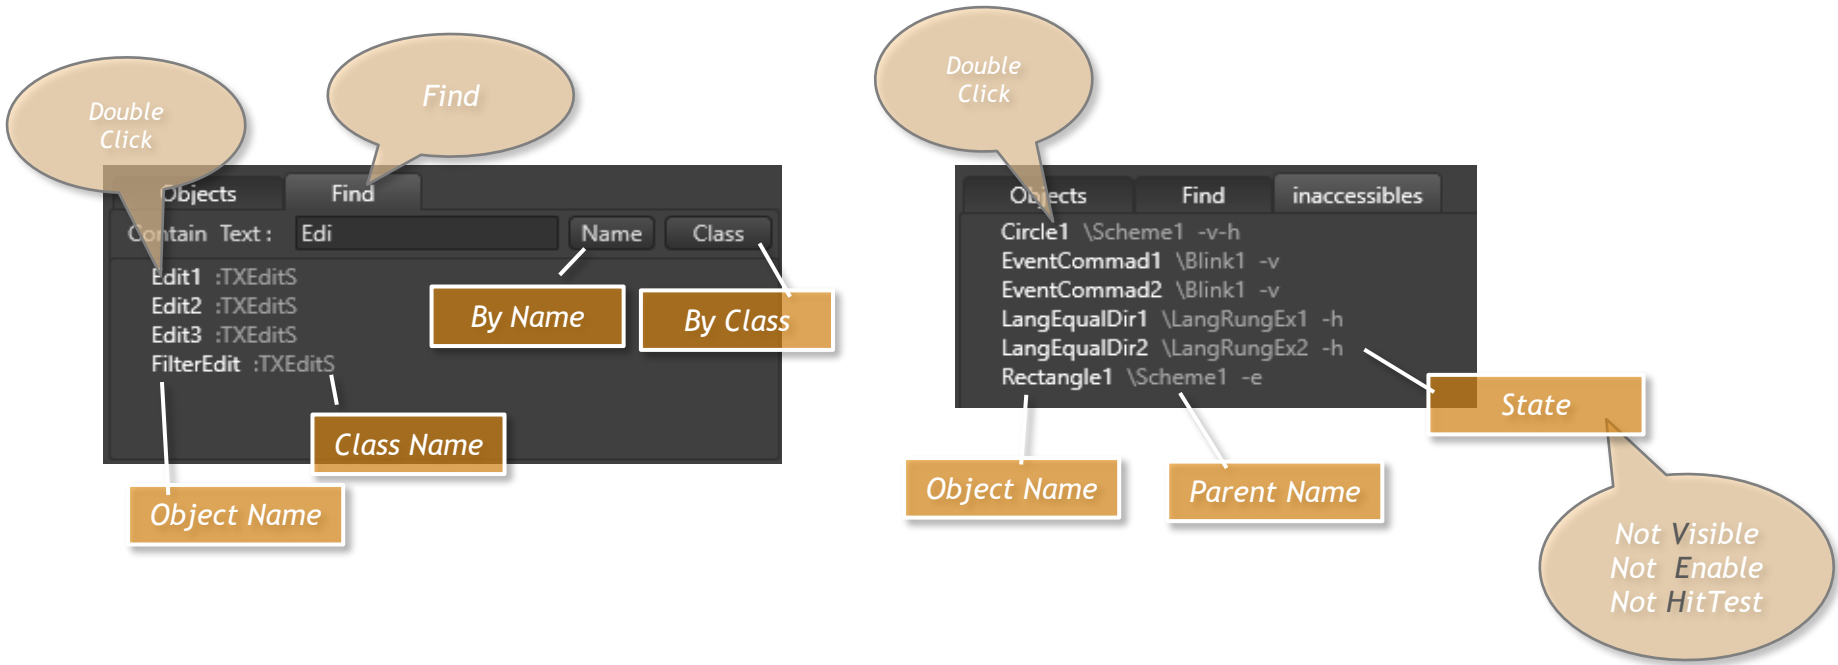 Double
Click
Find
Objects
Find
Contain Text :
Edi
Name
Class
Edit1 :TXEditS
Edit2 :TXEditS
Edit3 :TXEditS
FilterEdit :TXEditS
By Name
By Class
Class Name
Object Name
Double
Click
Objects
Find
inaccessibles
Circle1 \Scheme1 -v-h
EventCommad1 \Blink1 -v
EventCommad2 \Blink1 -v
LangEqualDir1 \LangRungEx1 -h
LangEqualDir2 \LangRungEx2 -h
Rectangle1 \Scheme1 -e
State
Object Name
Parent Name
Not Visible
Not Enable
Not HitTest